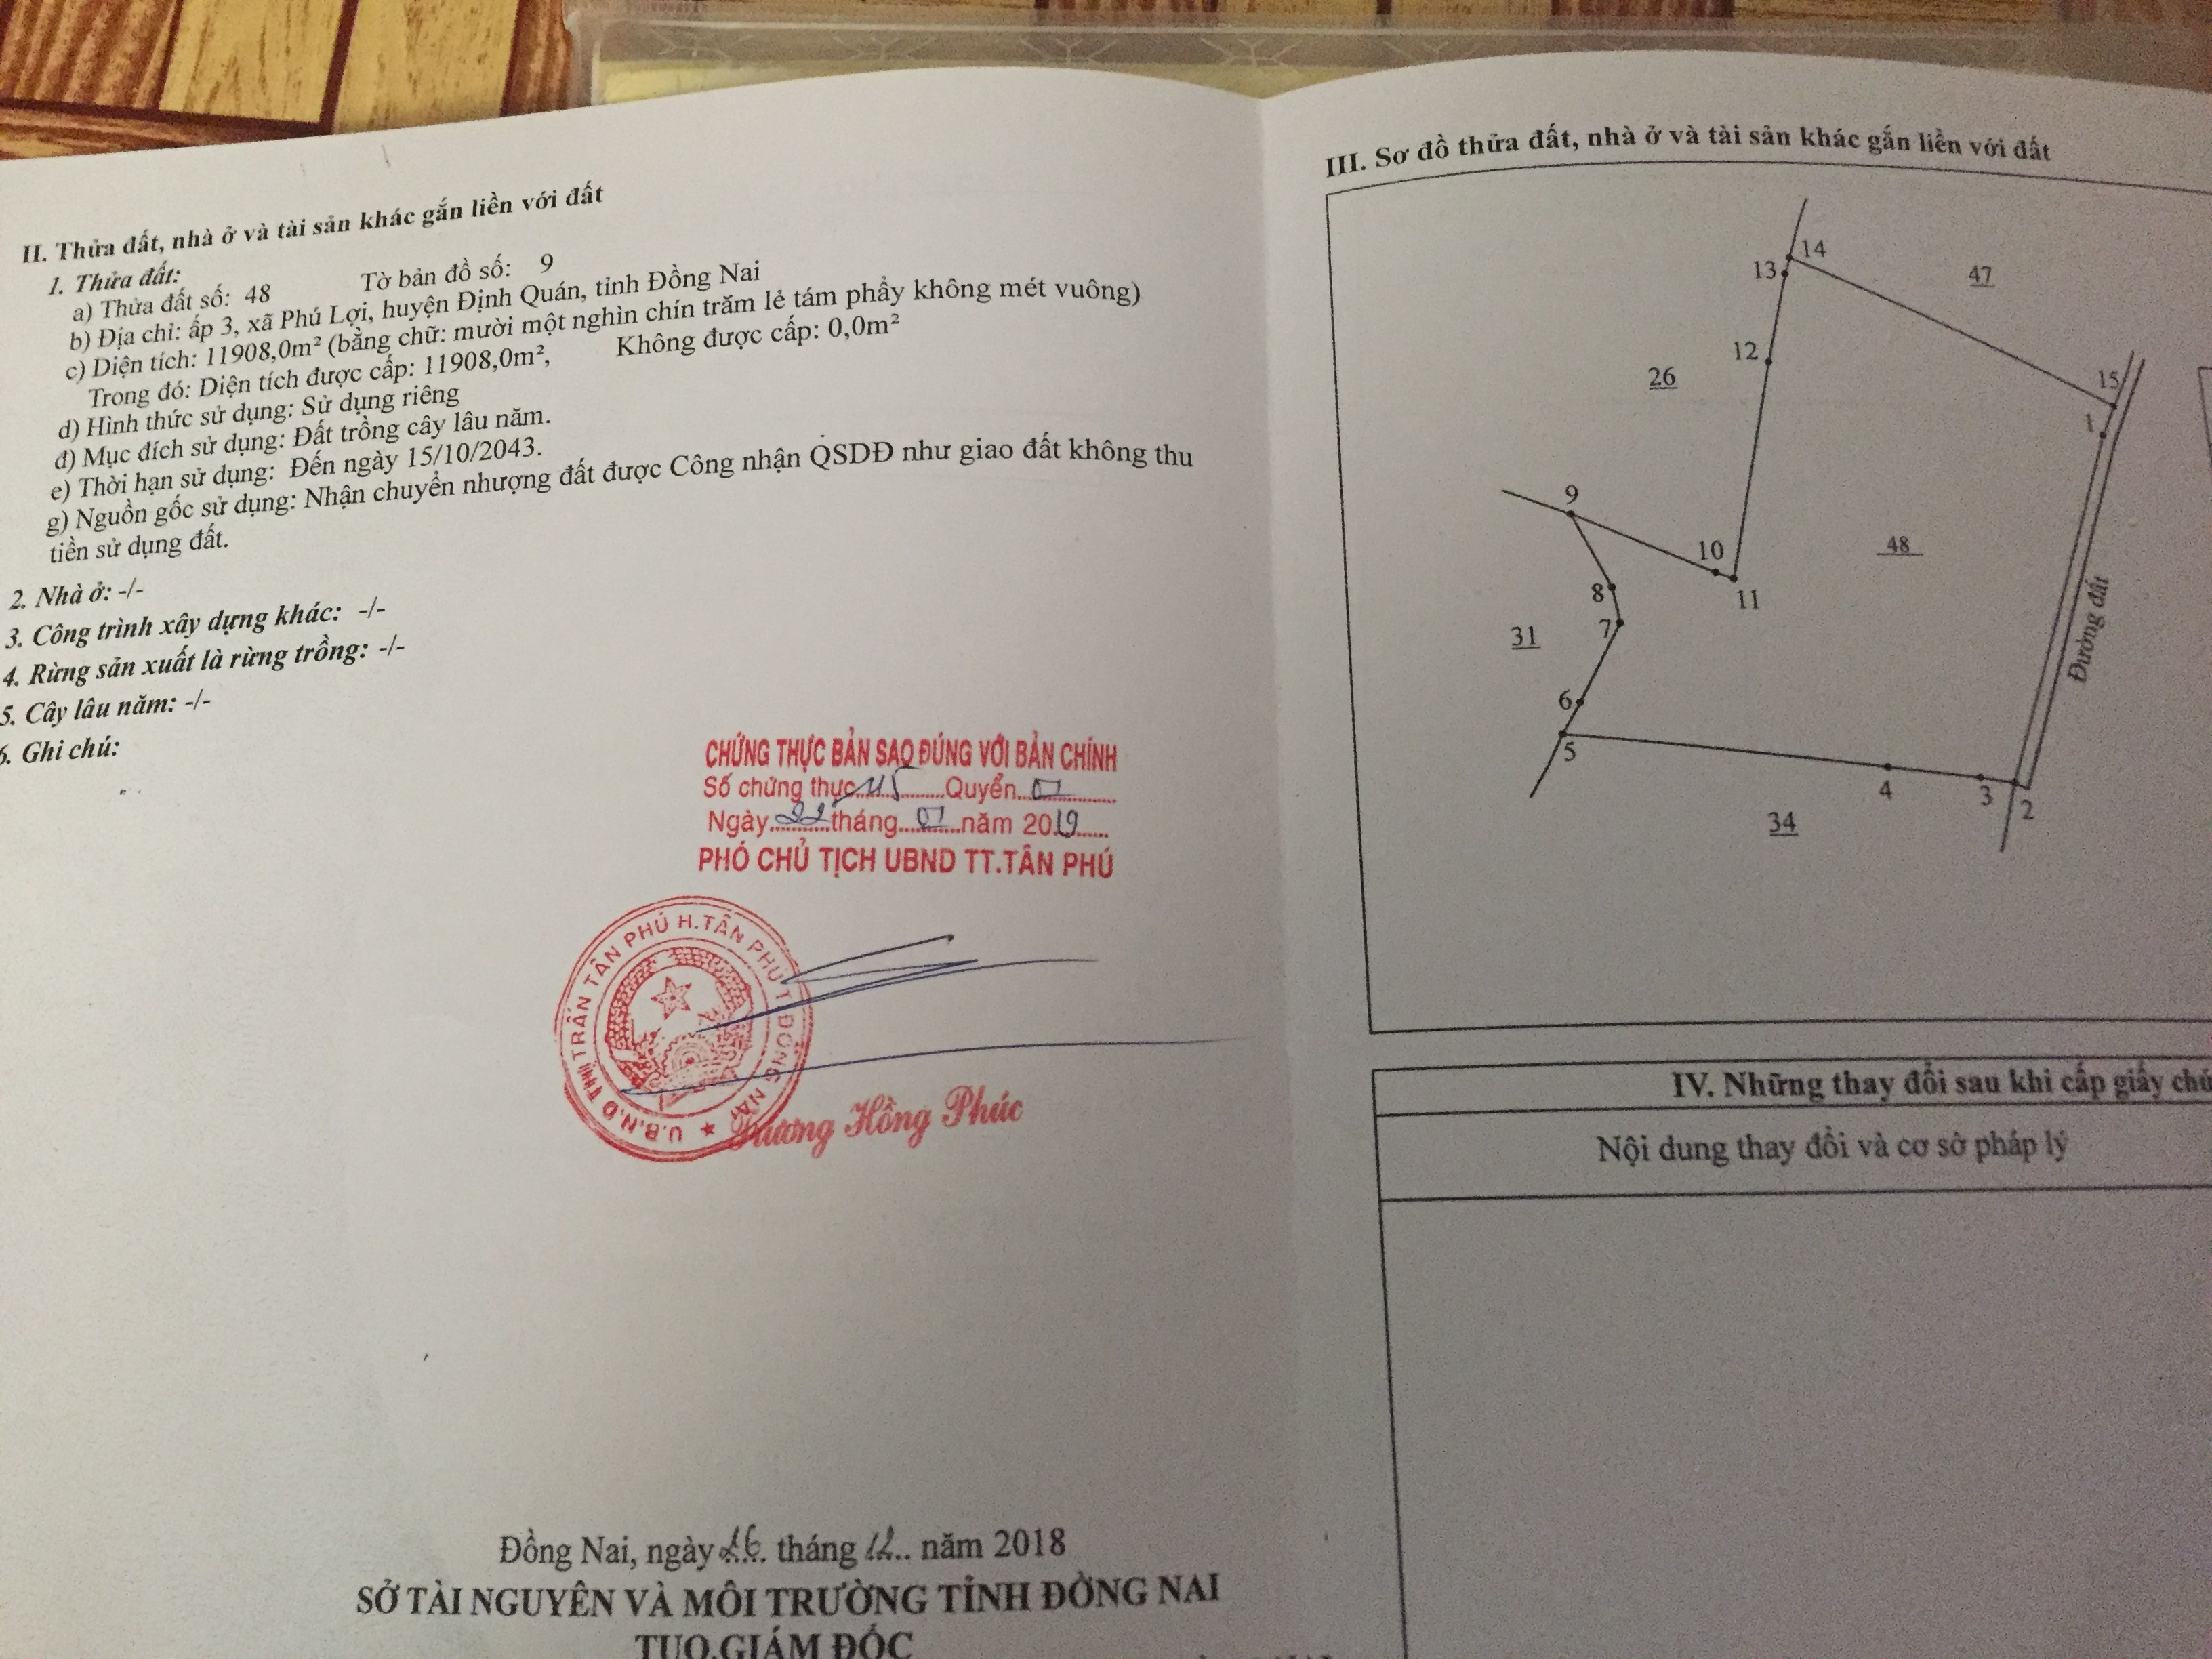 II. Thửa đất, nhà ở và tài sản khác gắn liền với đất
1. Thửa đất:
a) Thửa đất số: 48 Tờ bản đồ số: 9
b) Địa chỉ: ấp 3, xã Phú Lợi, huyện Định Quán, tỉnh Đồng Nai
c) Diện tích: 11908,0m² (bằng chữ: mười một nghìn chín trăm lẻ tám phẩy không mét vuông)
Trong đó: Diện tích được cấp: 11908,0m², Không được cấp: 0,0m²
d) Hình thức sử dụng: Sử dụng riêng
đ) Mục đích sử dụng: Đất trồng cây lâu năm.
e) Thời hạn sử dụng: Đến ngày 15/10/2043.
g) Nguồn gốc sử dụng: Nhận chuyển nhượng đất được Công nhận QSDĐ như giao đất không thu
tiền sử dụng đất.
2. Nhà ở: -/-
3. Công trình xây dựng khác: -/-
4. Rừng sản xuất là rừng trồng: -/-
5. Cây lâu năm: -/-
6. Ghi chú:
CHỨNG THỰC BẢN SAO ĐÚNG VỚI BẢN CHÍNH
Số chứng thực Quyển 07
Ngày tháng 07 năm 2019
PHÓ CHỦ TỊCH UBND TT.TÂN PHÚ
U.B.N.D THỊ TRẤN TÂN PHÚ H.TÂN PHÚ T.ĐỒNG NAI
Hồng Phúc
Đồng Nai, ngày 26 tháng năm 2018
SỞ TÀI NGUYÊN VÀ MÔI TRƯỜNG TỈNH ĐỒNG NAI
TUQ.GIÁM ĐỐC
III. Sơ đồ thửa đất, nhà ở và tài sản khác gắn liền với đất
14
13
47
12
15
26
9
1
10
48
8
11
Đường đất
7
31
6
5
4
3
2
34
IV. Những thay đổi sau khi cấp giấy chứ
Nội dung thay đổi và cơ sở pháp lý